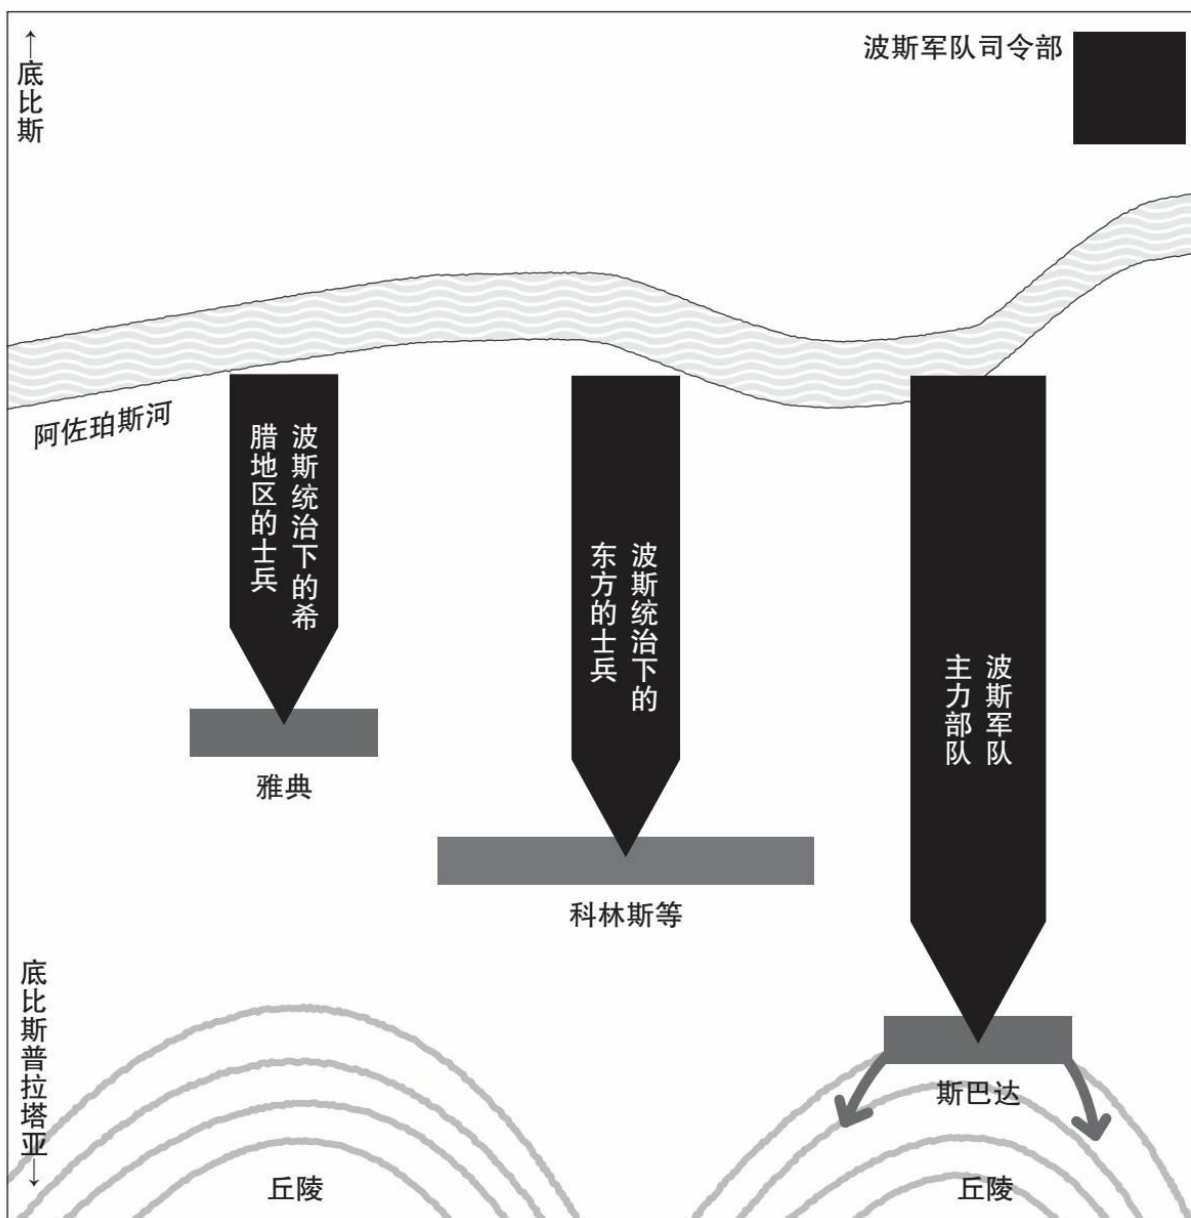 ←底比斯
波斯军队司令部
阿佐珀斯河
波斯统治下的希
腊地区的士兵
波斯统治下的
东方的士兵
波斯军队
主力部队
雅典
科林斯等
斯巴达
底比斯普拉塔亚→
丘陵
丘陵